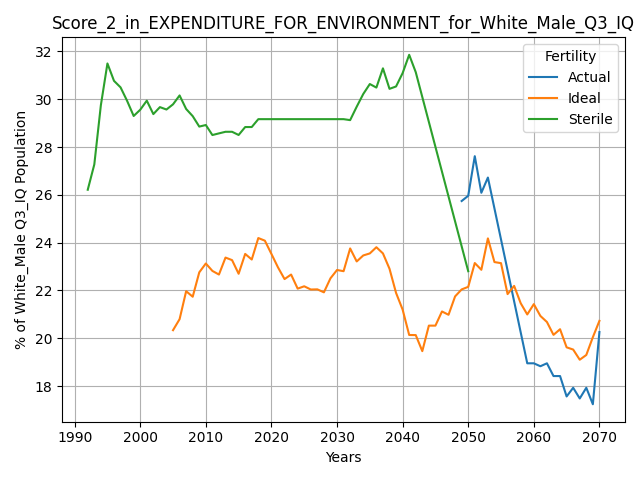 Score_2_in_EXPENDITURE_FOR_ENVIRONMENT_for_White_Male_Q3_IQ
Fertility
Actual
Ideal
Sterile
% of White_Male Q3_IQ Population
32
30
28
26
24
22
20
18
1990 2000 2010 2020 2030 2040 2050 2060 2070
Years